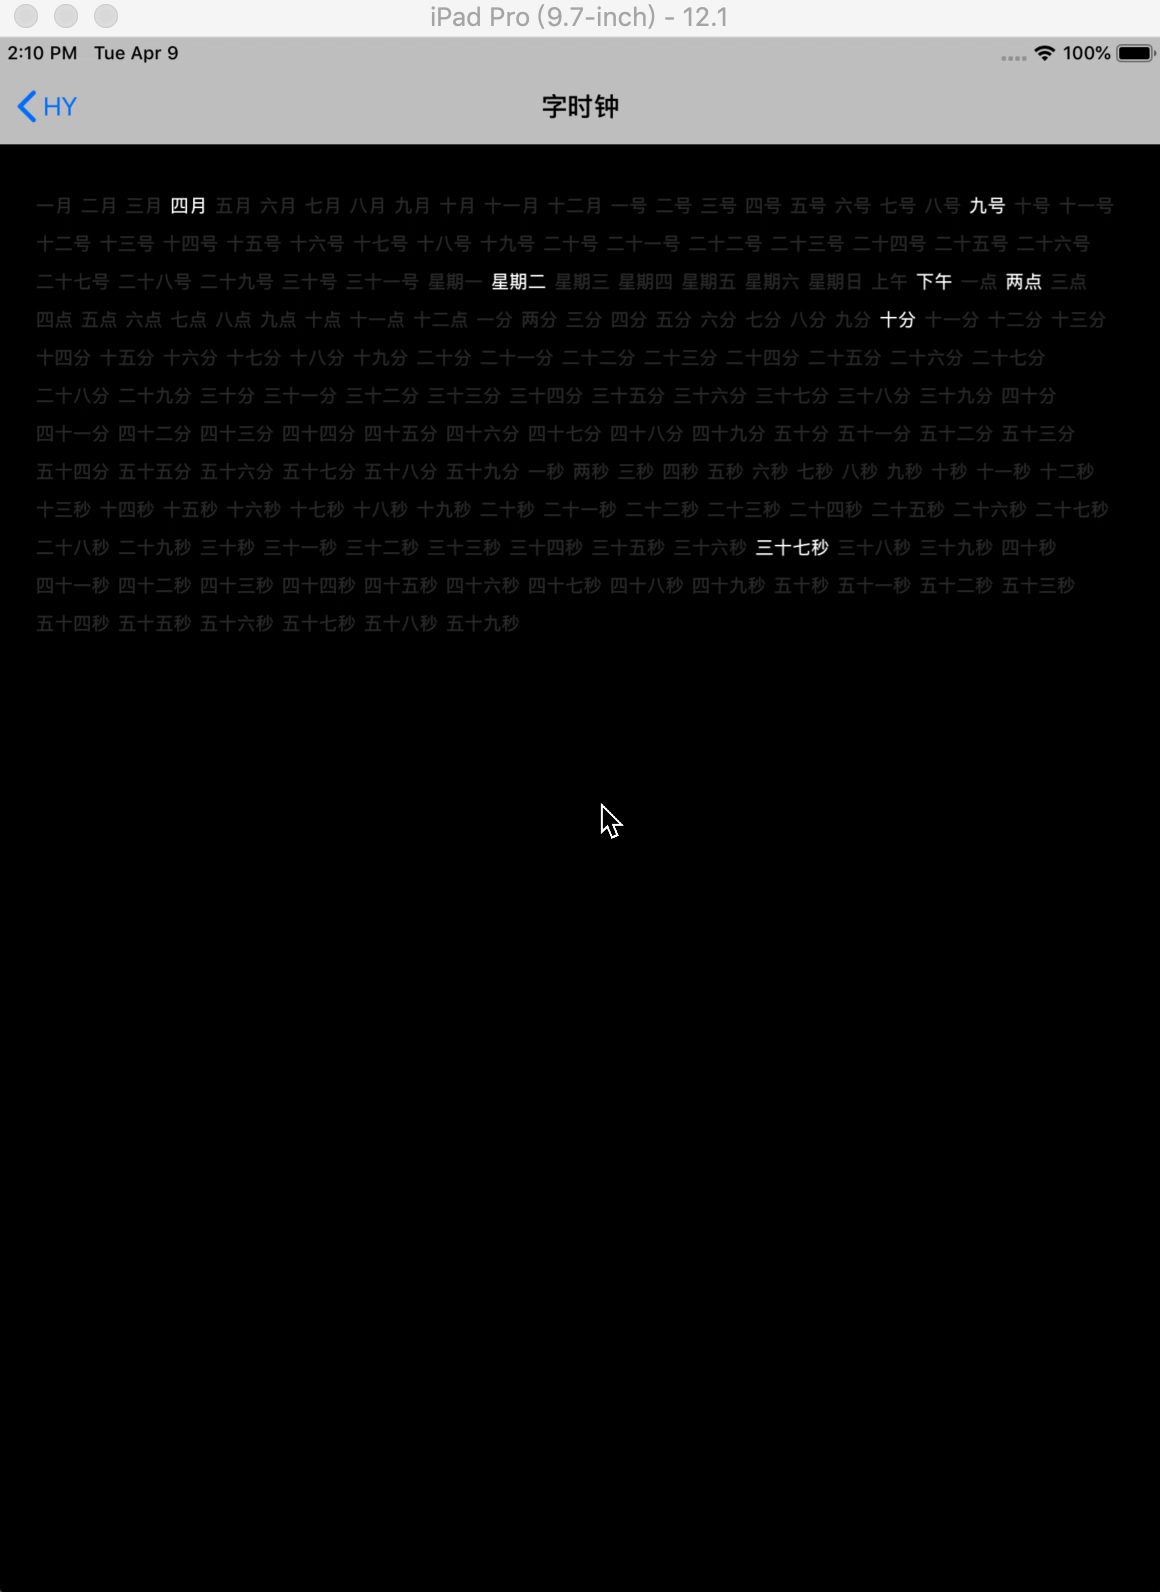 iPad Pro (9.7-inch) - 12.1
2:10 PM Tue Apr 9 100%
HY 字时钟
一月 二月 三月 四月 五月 六月 七月 八月 九月 十月 十一月 十二月 一号 二号 三号 四号 五号 六号 七号 八号 九号 十号 十一号
十二号 十三号 十四号 十五号 十六号 十七号 十八号 十九号 二十号 二十一号 二十二号 二十三号 二十四号 二十五号 二十六号
二十七号 二十八号 二十九号 三十号 三十一号 星期一 星期二 星期三 星期四 星期五 星期六 星期日 上午 下午 一点 两点 三点
四点 五点 六点 七点 八点 九点 十点 十一点 十二点 一分 两分 三分 四分 五分 六分 七分 八分 九分 十分 十一分 十二分 十三分
十四分 十五分 十六分 十七分 十八分 十九分 二十分 二十一分 二十二分 二十三分 二十四分 二十五分 二十六分 二十七分
二十八分 二十九分 三十分 三十一分 三十二分 三十三分 三十四分 三十五分 三十六分 三十七分 三十八分 三十九分 四十分
四十一分 四十二分 四十三分 四十四分 四十五分 四十六分 四十七分 四十八分 四十九分 五十分 五十一分 五十二分 五十三分
五十四分 五十五分 五十六分 五十七分 五十八分 五十九分 一秒 两秒 三秒 四秒 五秒 六秒 七秒 八秒 九秒 十秒 十一秒 十二秒
十三秒 十四秒 十五秒 十六秒 十七秒 十八秒 十九秒 二十秒 二十一秒 二十二秒 二十三秒 二十四秒 二十五秒 二十六秒 二十七秒
二十八秒 二十九秒 三十秒 三十一秒 三十二秒 三十三秒 三十四秒 三十五秒 三十六秒 三十七秒 三十八秒 三十九秒 四十秒
四十一秒 四十二秒 四十三秒 四十四秒 四十五秒 四十六秒 四十七秒 四十八秒 四十九秒 五十秒 五十一秒 五十二秒 五十三秒
五十四秒 五十五秒 五十六秒 五十七秒 五十八秒 五十九秒